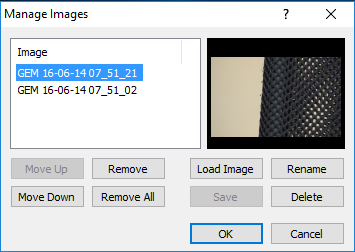 Manage Images
?
Image
GEM 16-06-14 07_51_21
GEM 16-06-14 07_51_02
Move Up Remove Load Image Rename
Move Down Remove All Save Delete
OK Cancel